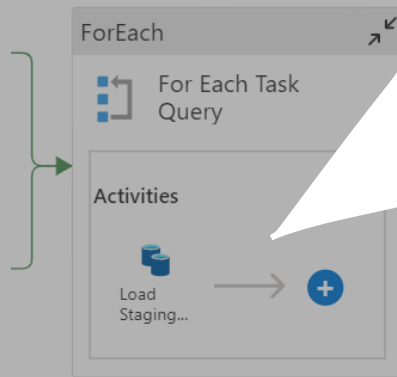 ForEach
For Each Task
Query
Activities
Load
Staging...